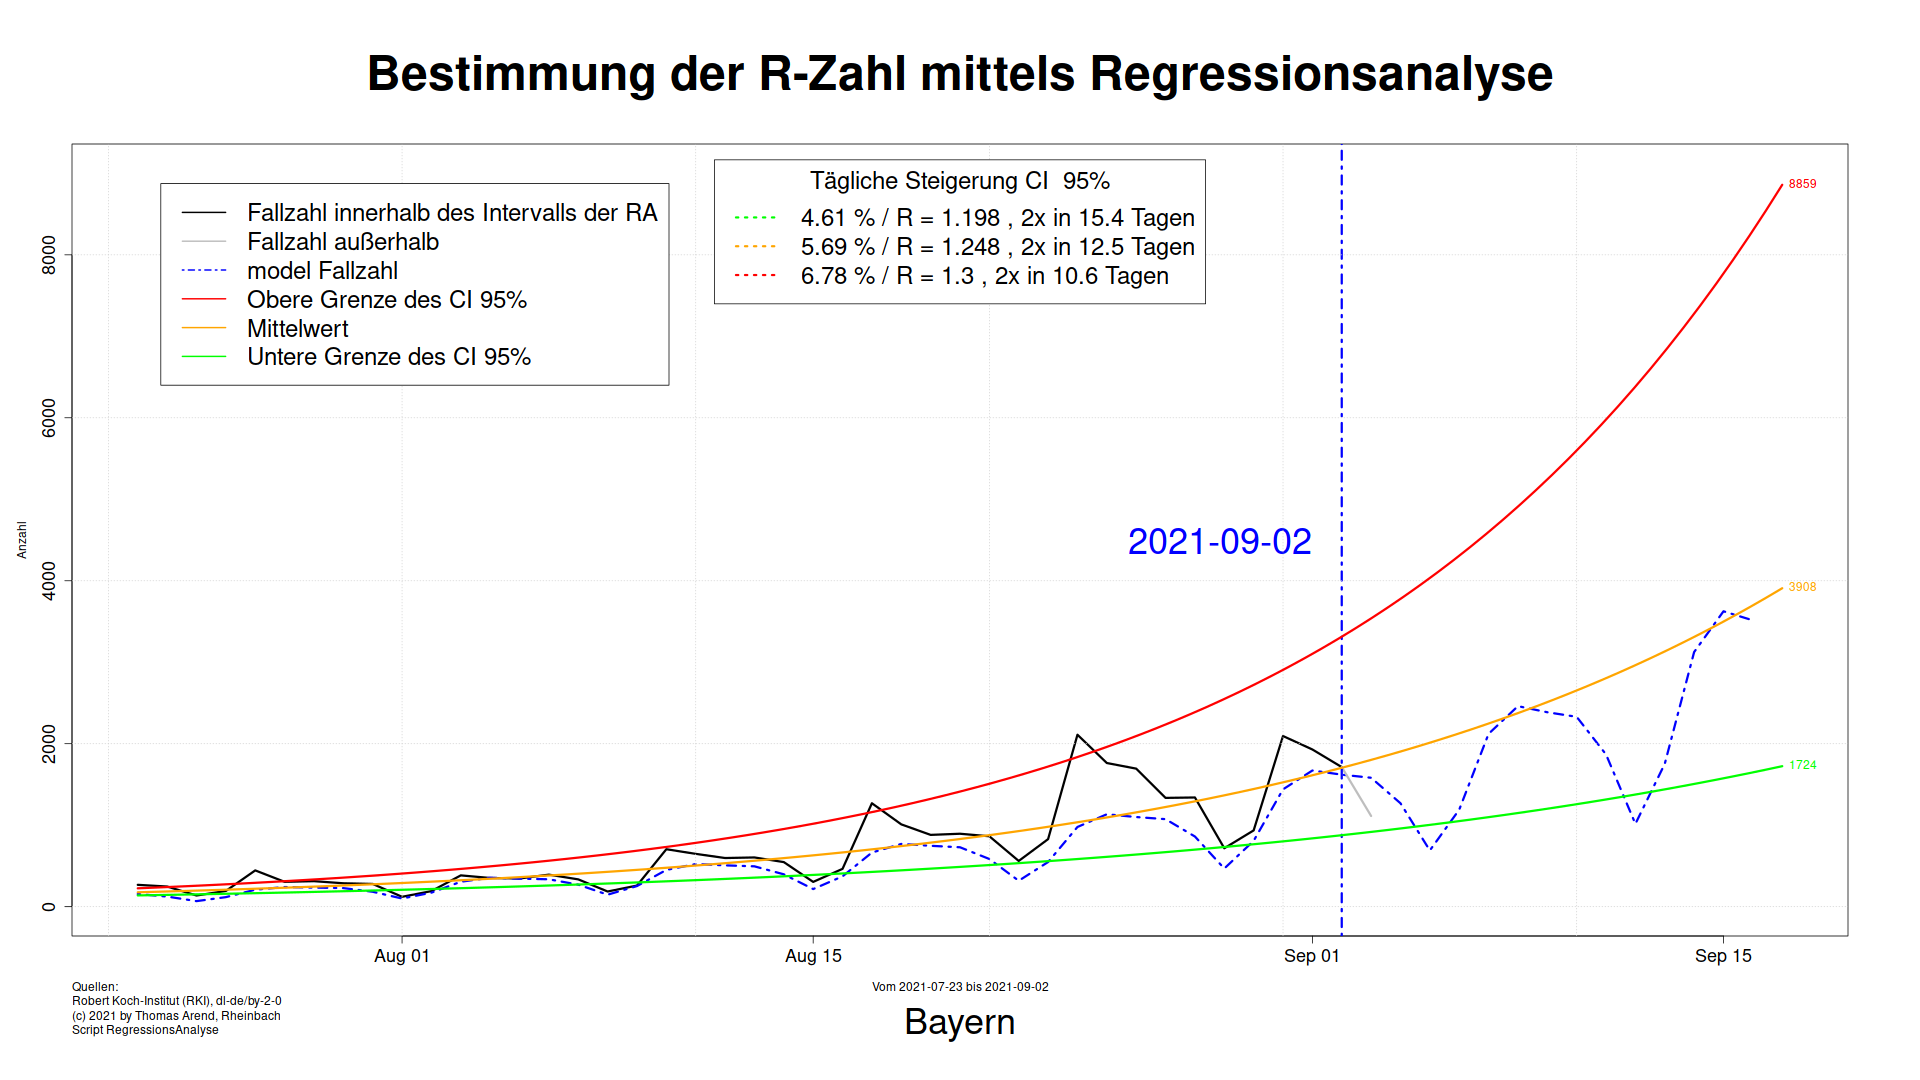 Bestimmung der R-Zahl mittels Regressionsanalyse
Fallzahl innerhalb des Intervalls der RA
Fallzahl außerhalb
model Fallzahl
Obere Grenze des CI 95%
Mittelwert
Untere Grenze des CI 95%
Tägliche Steigerung CI  95%
4.61 % / R = 1.198 , 2x in 15.4 Tagen
5.69 % / R = 1.248 , 2x in 12.5 Tagen
6.78 % / R = 1.3 , 2x in 10.6 Tagen
8859
3908
1724
2021-09-02
Anzahl
8000
6000
4000
2000
0
Aug 01
Aug 15
Sep 01
Sep 15
Quellen:
Robert Koch-Institut (RKI), dl-de/by-2-0
(c) 2021 by Thomas Arend, Rheinbach
Script RegressionsAnalyse
Vom 2021-07-23 bis 2021-09-02
Bayern